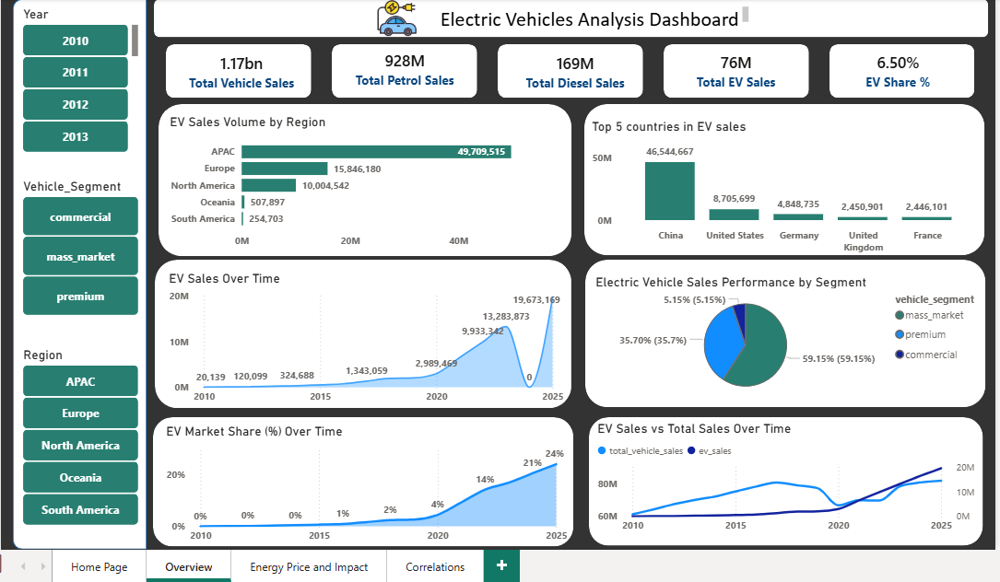 Electric Vehicles Analysis Dashboard
Year
2010
2011
2012
2013
Vehicle_Segment
commercial
mass_market
premium
Region
APAC
Europe
North America
Oceania
South America
1.17bn
Total Vehicle Sales
928M
Total Petrol Sales
169M
Total Diesel Sales
76M
Total EV Sales
6.50%
EV Share %
EV Sales Volume by Region
APAC 49,709,515
Europe 15,846,180
North America 10,004,542
Oceania 507,897
South America 254,703
0M 20M 40M
Top 5 countries in EV sales
50M
0M
46,544,667
8,705,699
4,848,735
2,450,901
2,446,101
China
United States
Germany
United
Kingdom
France
EV Sales Over Time
20M
10M
0M
20,139
120,099
324,688
1,343,059
2,989,469
9,933,342
13,283,873
0
19,673,169
2010 2015 2020 2025
Electric Vehicle Sales Performance by Segment
5.15% (5.15%)
35.70% (35.7%)
59.15% (59.15%)
vehicle_segment
mass_market
premium
commercial
EV Market Share (%) Over Time
20%
0%
0% 0% 0% 1% 2% 4% 14% 21% 24%
2010 2015 2020 2025
EV Sales vs Total Sales Over Time
total_vehicle_sales ev_sales
80M
60M
20M
10M
0M
2010 2015 2020 2025
Home Page Overview Energy Price and Impact Correlations +